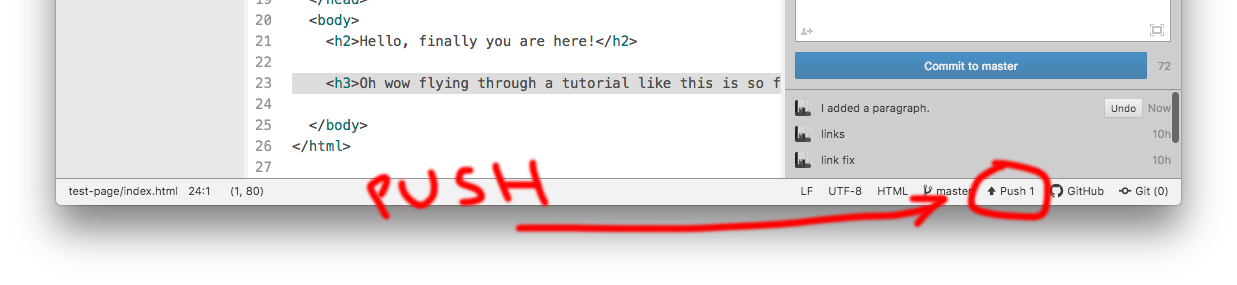 19 </head>
20 <body>
21 <h2>Hello, finally you are here!</h2>
22
23 <h3>Oh wow flying through a tutorial like this is so f
24
25 </body>
26 </html>
27
Commit to master 72
I added a paragraph. Undo Now
links 10h
link fix 10h
PUSH
test-page/index.html 24:1 (1, 80) LF UTF-8 HTML master Push 1 GitHub Git (0)